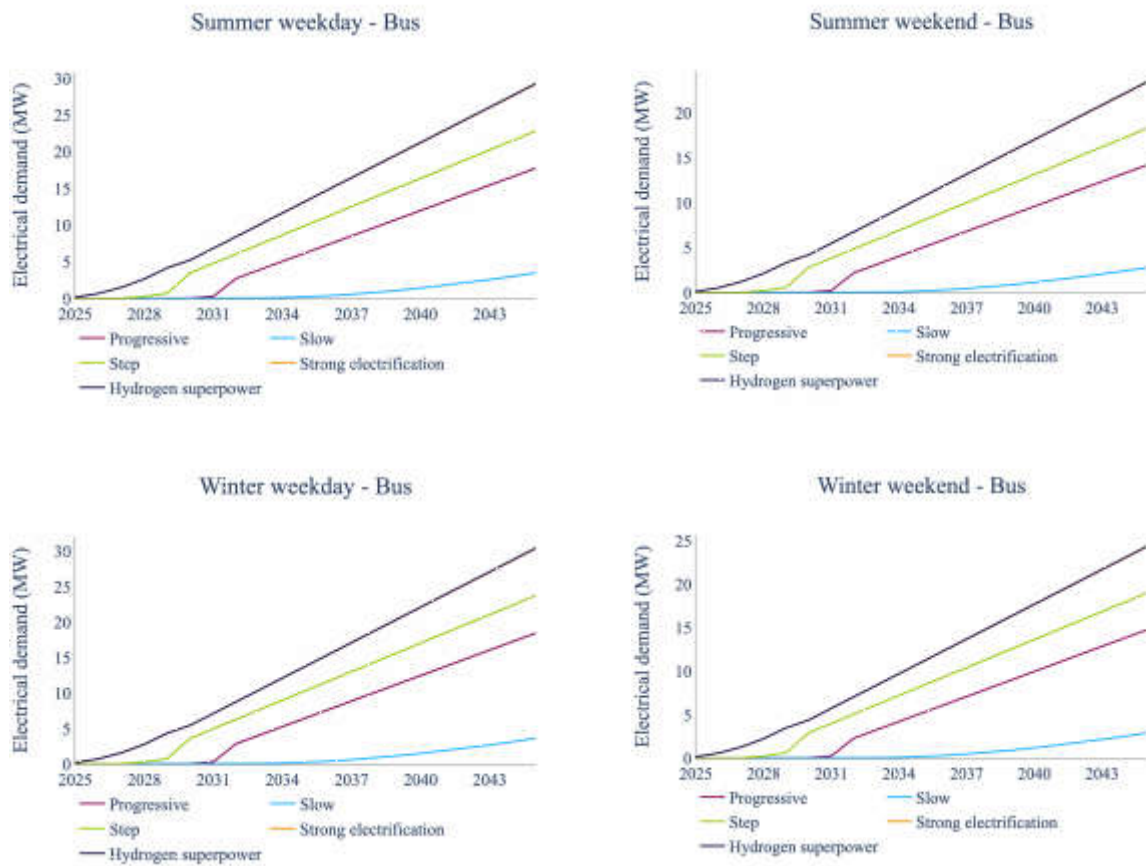 Summer weekday - Bus
Electrical demand (MW)
30
25
20
15
10
5
0
2025 2028 2031 2034 2037 2040 2043
Progressive Slow
Step Strong electrification
Hydrogen superpower
Summer weekend - Bus
Electrical demand (MW)
20
15
10
5
0
2025 2028 2031 2034 2037 2040 2043
Progressive Slow
Step Strong electrification
Hydrogen superpower
Winter weekday - Bus
Electrical demand (MW)
30
25
20
15
10
5
0
2025 2028 2031 2034 2037 2040 2043
Progressive Slow
Step Strong electrification
Hydrogen superpower
Winter weekend - Bus
Electrical demand (MW)
25
20
15
10
5
0
2025 2028 2031 2034 2037 2040 2043
Progressive Slow
Step Strong electrification
Hydrogen superpower